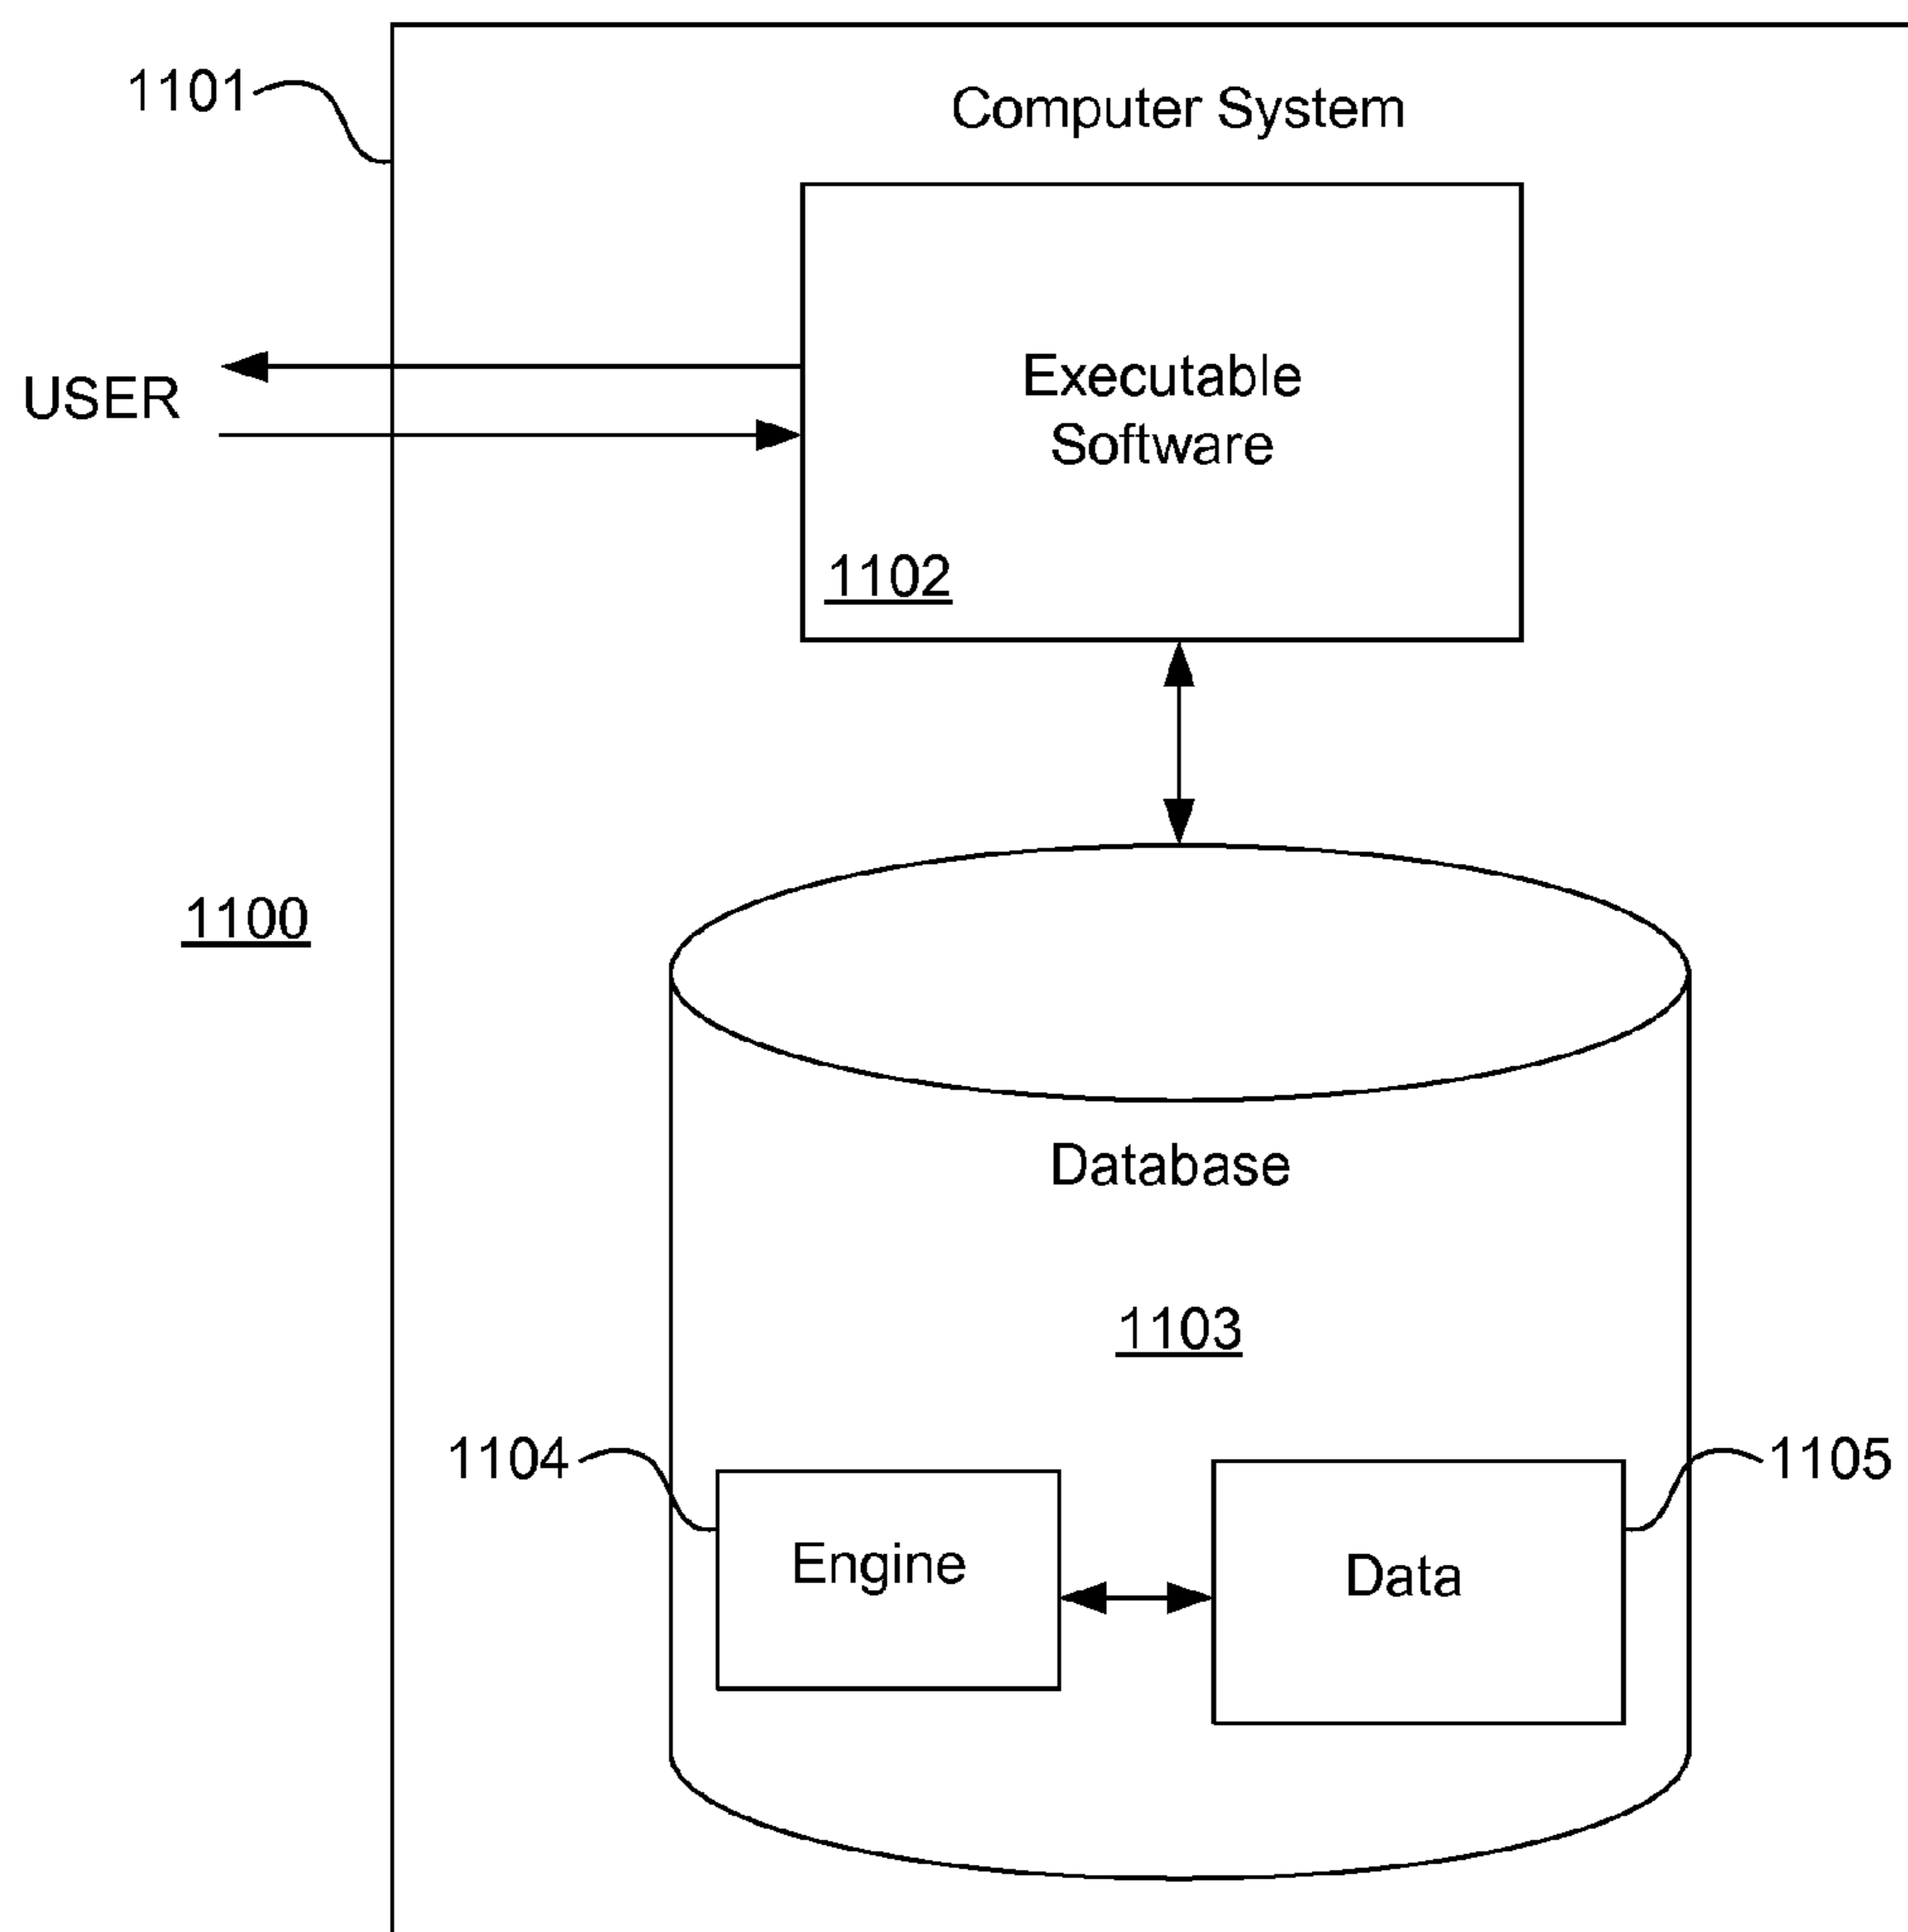 1101
Computer System
USER
Executable
Software
1102
1100
Database
1103
1104
1105
Engine
Data